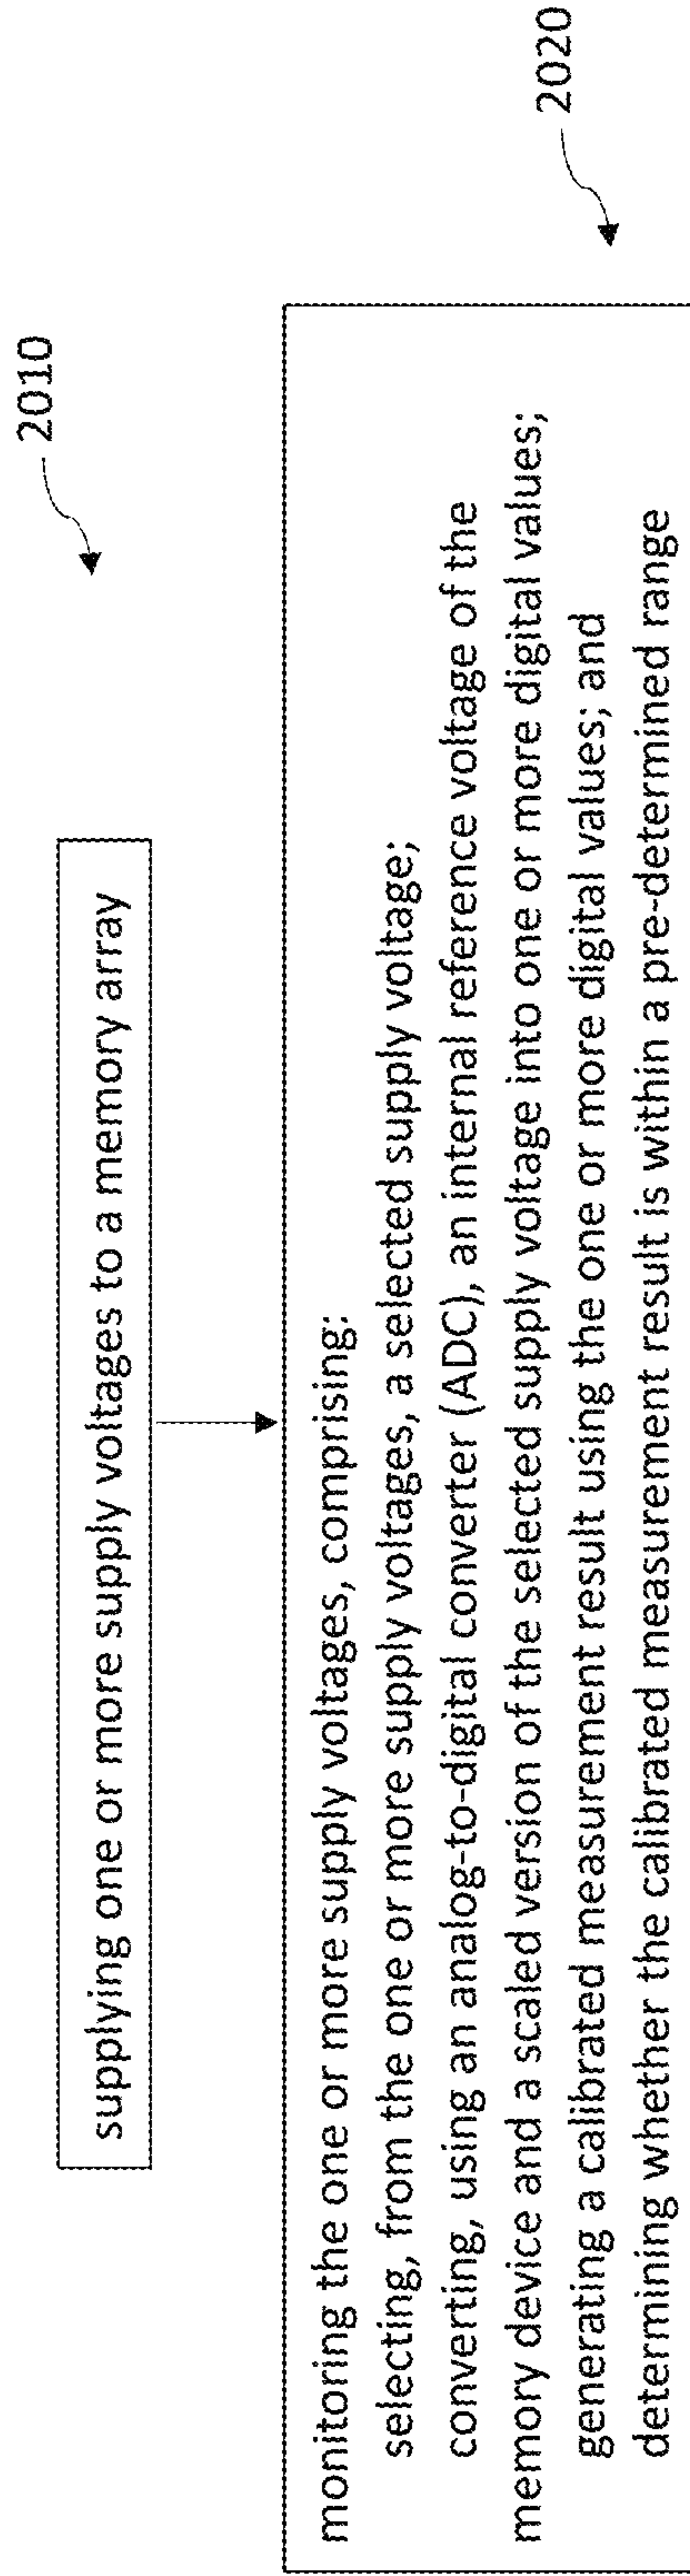 2010
supplying one or more supply voltages to a memory array
2020
monitoring the one or more supply voltages, comprising:
selecting, from the one or more supply voltages, a selected supply voltage;
converting, using an analog-to-digital converter (ADC), an internal reference voltage of the
memory device and a scaled version of the selected supply voltage into one or more digital values;
generating a calibrated measurement result using the one or more digital values; and
determining whether the calibrated measurement result is within a pre-determined range